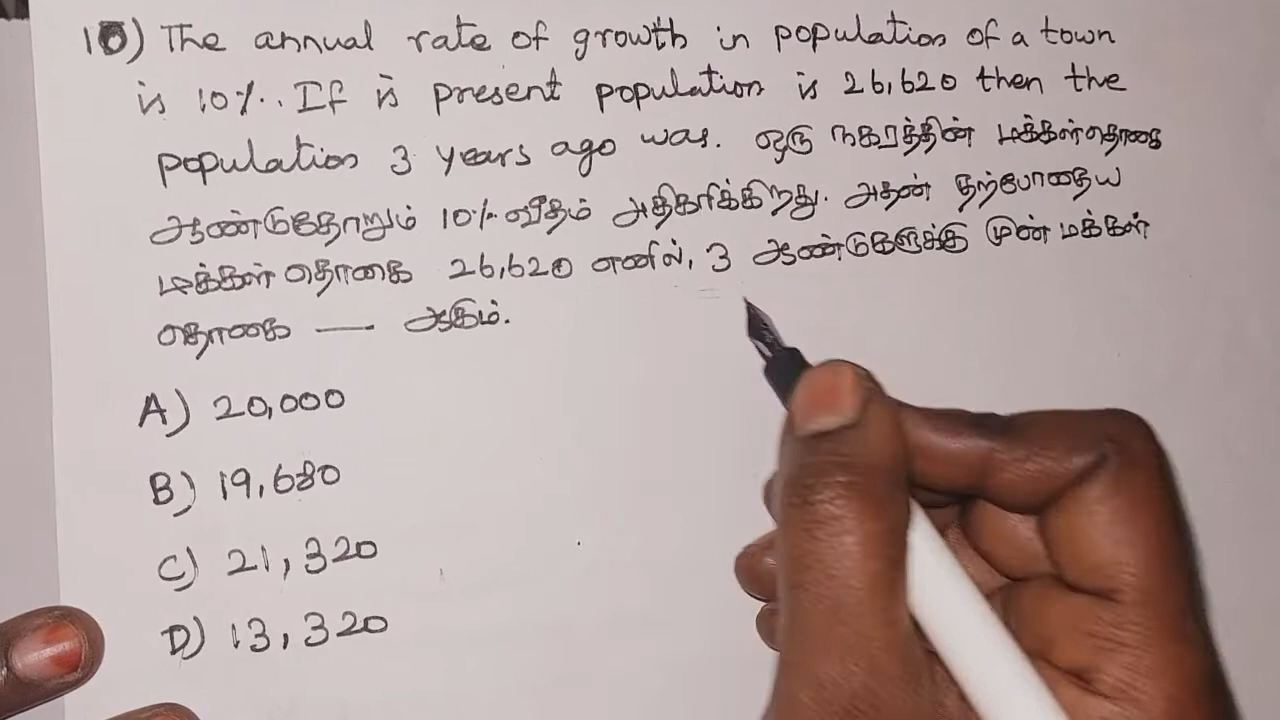 10) The annual rate of growth in population of a town
is 10%. If is present population is 26,620 then the
population 3 years ago was. ஒரு நகரத்தின் மக்கள்தொகை
ஆண்டுதோறும் 10% வீதம் அதிகரிக்கிறது. அதன் தற்போதைய
மக்கள் தொகை 26,620 எனில், 3 ஆண்டுகளுக்கு முன் மக்கள்
தொகை — ஆகும்.
A) 20,000
B) 19,680
C) 21,320
D) 13,320